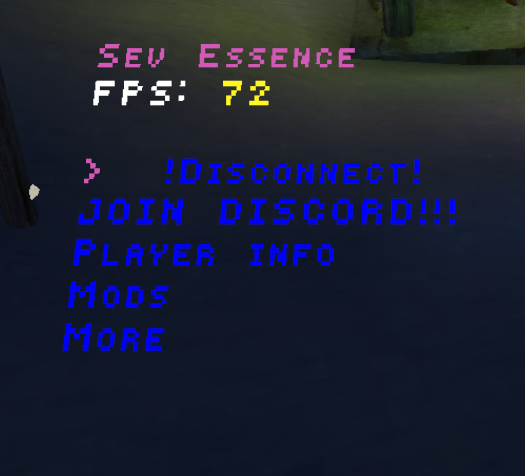 Sev Essence
FPS: 72
> !Disconnect!
JOIN DISCORD!!!
Player info
Mods
More